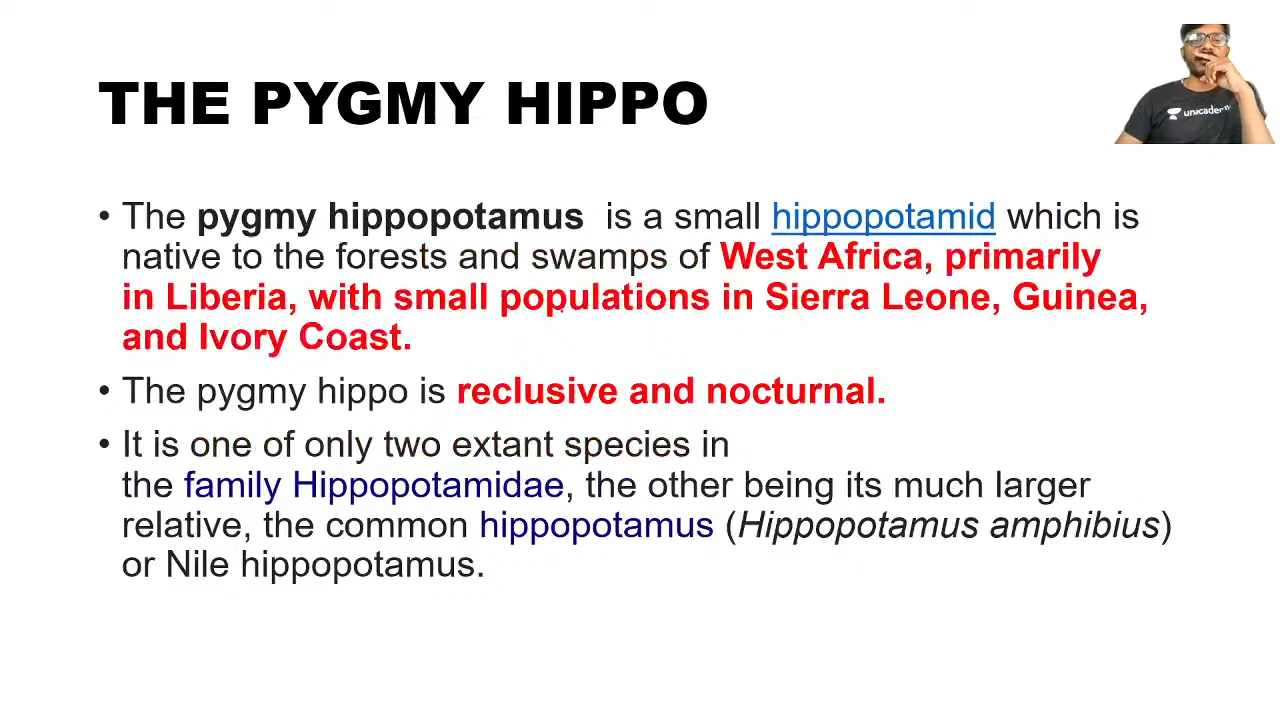 THE PYGMY HIPPO
unacademy
• The pygmy hippopotamus is a small hippopotamid which is
native to the forests and swamps of West Africa, primarily
in Liberia, with small populations in Sierra Leone, Guinea,
and Ivory Coast.
• The pygmy hippo is reclusive and nocturnal.
• It is one of only two extant species in
the family Hippopotamidae, the other being its much larger
relative, the common hippopotamus (Hippopotamus amphibius)
or Nile hippopotamus.